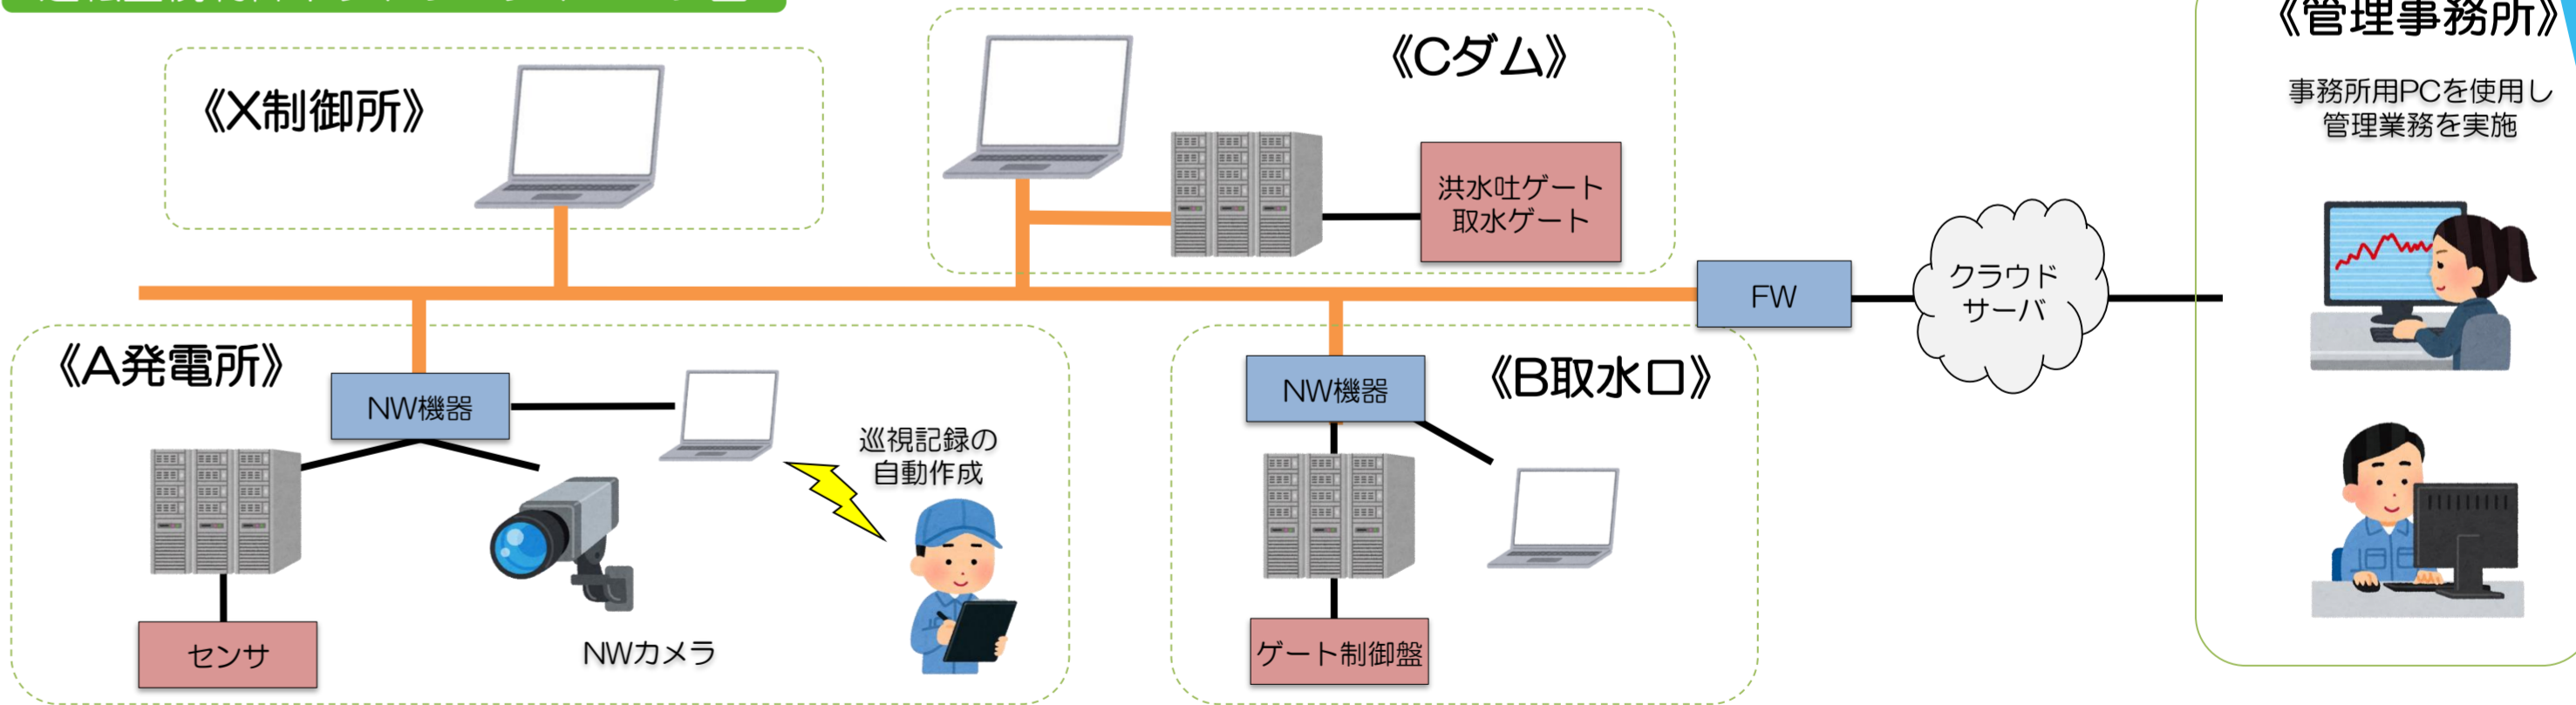 《X制御所》
《Cダム》
洪水吐ゲート
取水ゲート
《管理事務所》
事務所用PCを使用し
管理業務を実施
FW
クラウド
サーバ
《A発電所》
NW機器
巡視記録の
自動作成
センサ
NWカメラ
《B取水口》
NW機器
ゲート制御盤